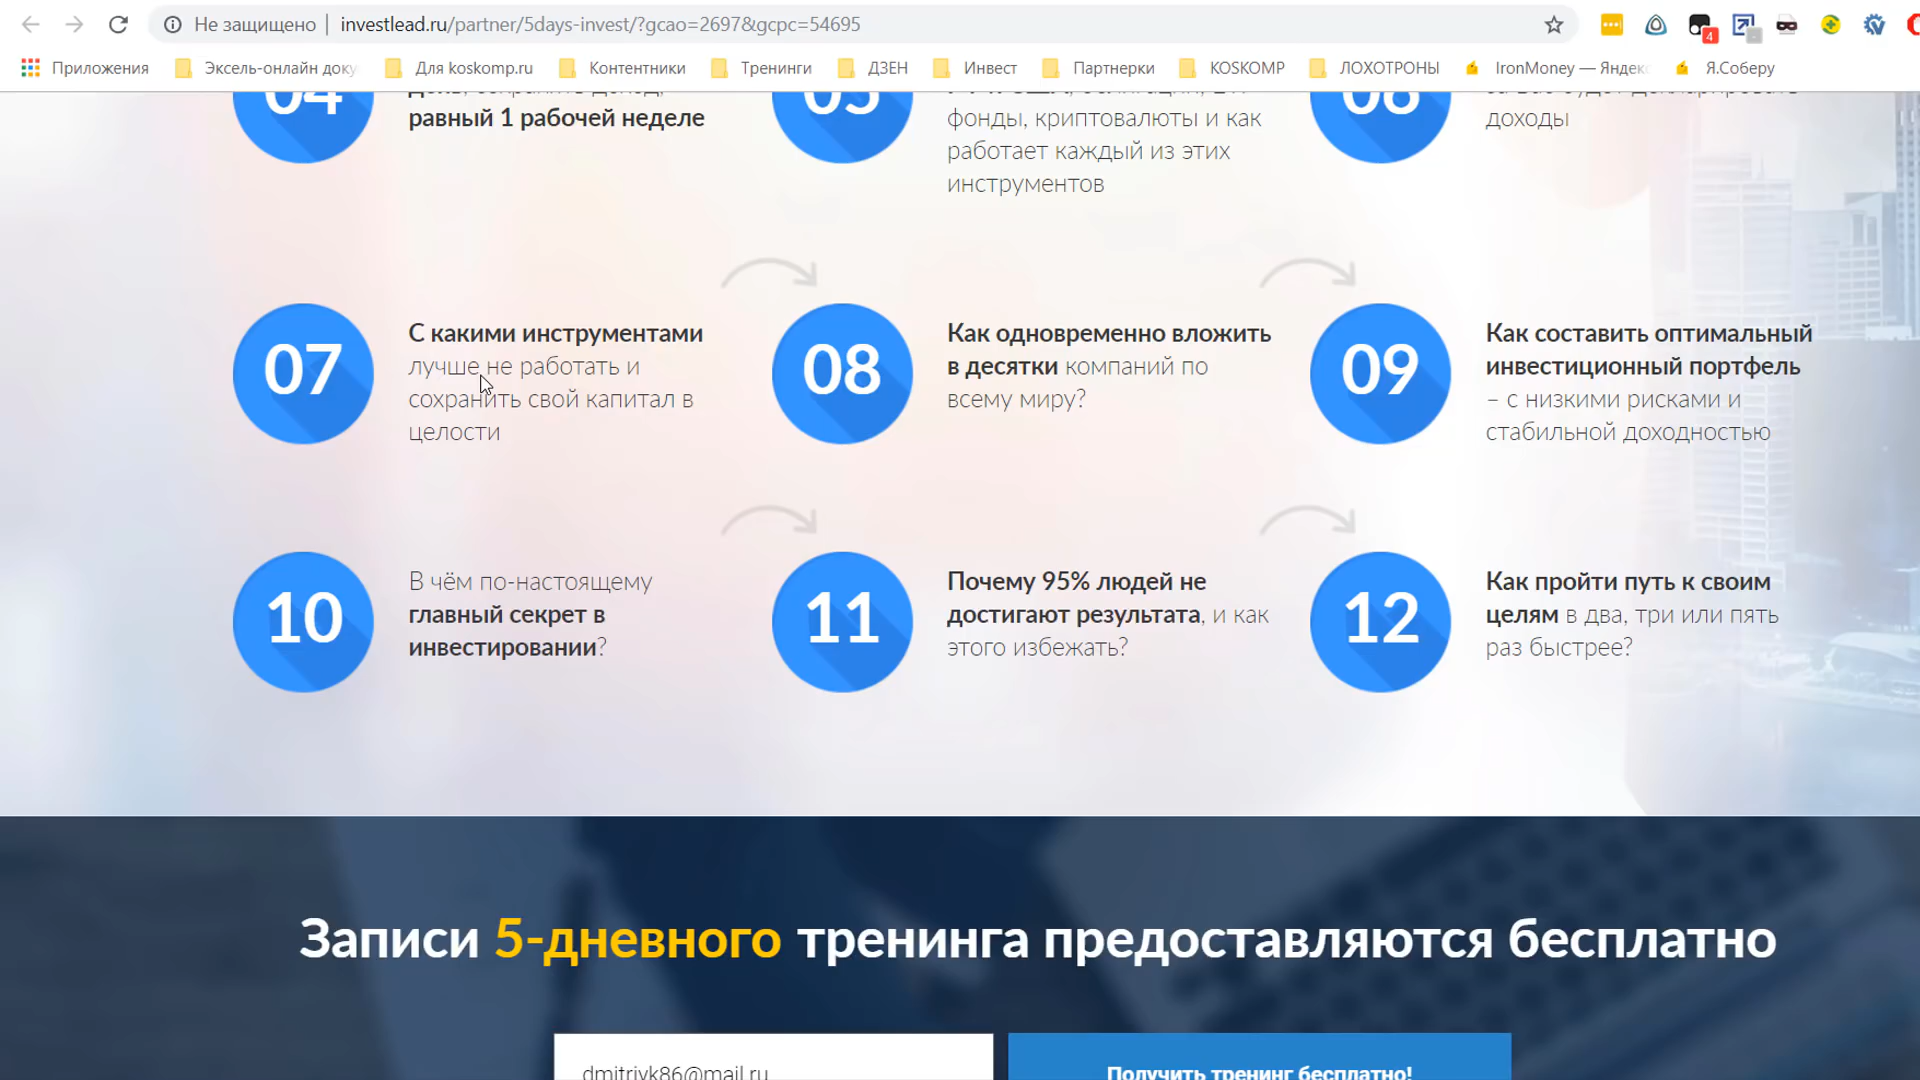 Не защищено | investlead.ru/partner/5days-invest/?gcao=2697&gcpc=54695
4
Приложения Эксель-онлайн доку Для koskomp.ru Контентники Тренинги ДЗЕН Инвест Партнерки KOSKOMP ЛОХОТРОНЫ IronMoney — Яндекс Я.Соберу
04
равный 1 рабочей неделе
05
фонды, криптовалюты и как
работает каждый из этих
инструментов
06
доходы
07
С какими инструментами
лучше не работать и
сохранить свой капитал в
целости
08
Как одновременно вложить
в десятки компаний по
всему миру?
09
Как составить оптимальный
инвестиционный портфель
– с низкими рисками и
стабильной доходностью
10
В чём по-настоящему
главный секрет в
инвестировании?
11
Почему 95% людей не
достигают результата, и как
этого избежать?
12
Как пройти путь к своим
целям в два, три или пять
раз быстрее?
Записи 5-дневного тренинга предоставляются бесплатно
dmitriyk86@mail.ru
Получить тренинг бесплатно!